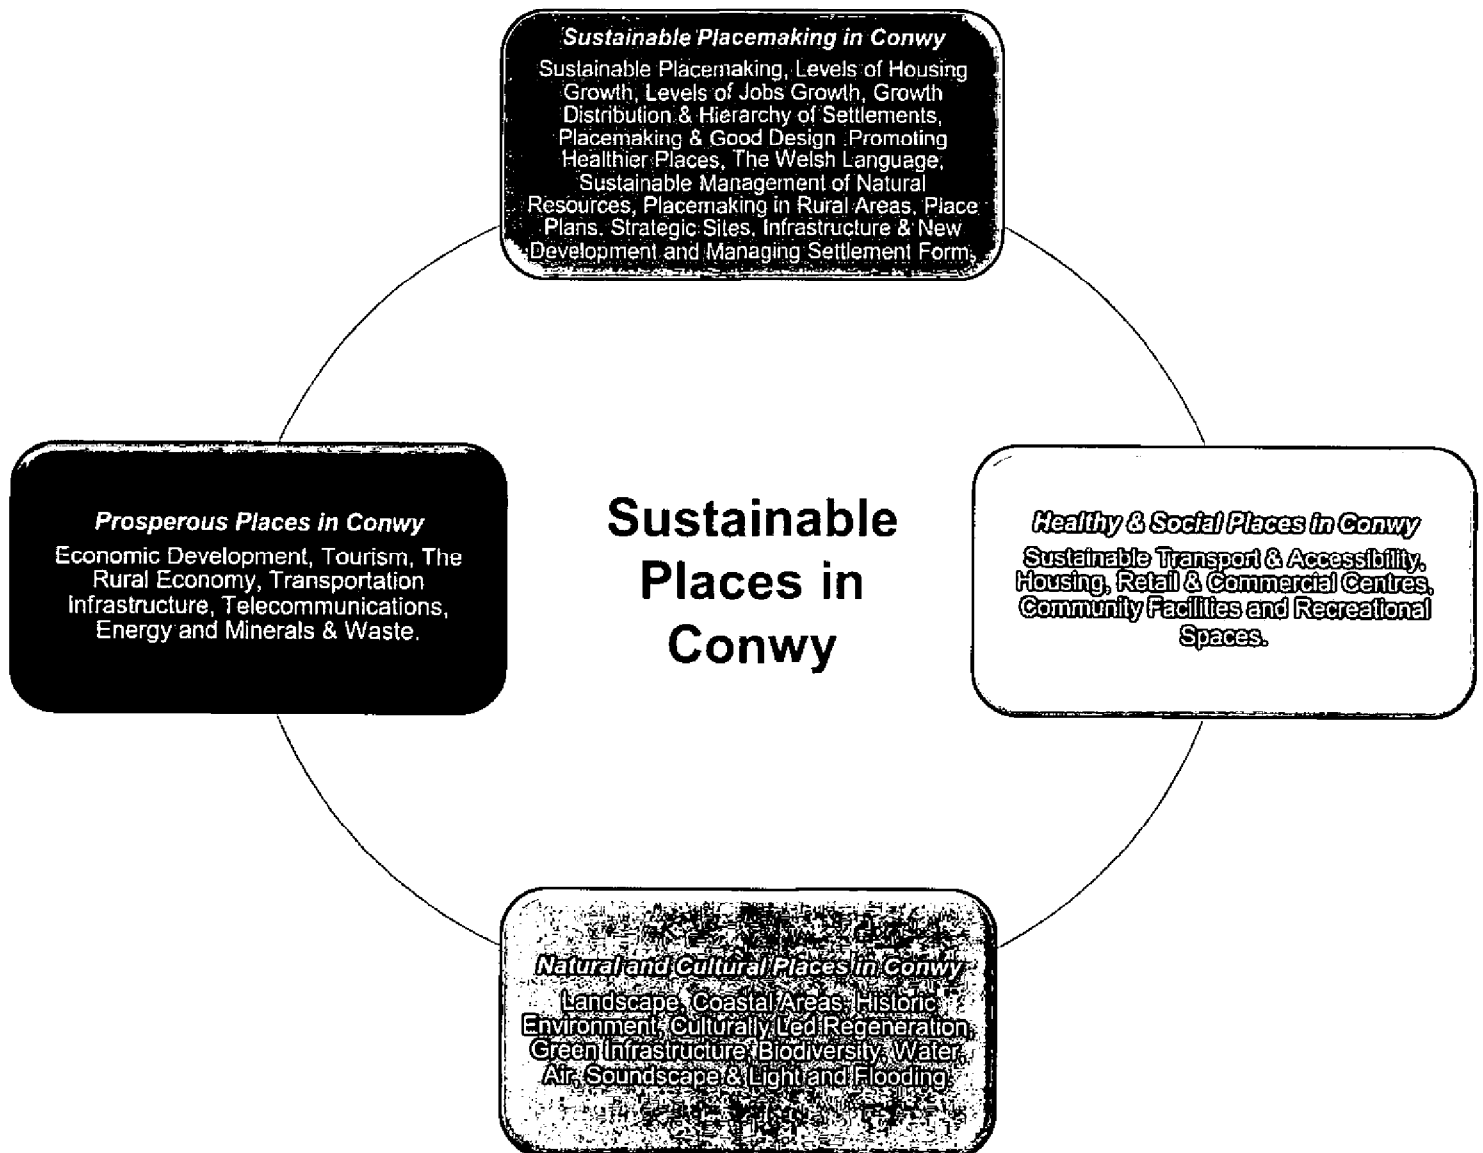 Sustainable Placemaking in Conwy
Sustainable Placemaking, Levels of Housing
Growth, Levels of Jobs Growth, Growth
Distribution & Hierarchy of Settlements,
Placemaking & Good Design Promoting
Healthier Places, The Welsh Language,
Sustainable Management of Natural
Resources, Placemaking in Rural Areas, Place
Plans, Strategic Sites, Infrastructure & New
Development and Managing Settlement Form,
Prosperous Places in Conwy
Economic Development, Tourism, The
Rural Economy, Transportation
Infrastructure, Telecommunications,
Energy and Minerals & Waste.
Sustainable
Places in
Conwy
Healthy & Social Places in Conwy
Sustainable Transport & Accessibility,
Housing, Retail & Commercial Centres,
Community Facilities and Recreational
Spaces.
Natural and Cultural Places in Conwy
Landscape, Coastal Areas, Historic
Environment, Culturally Led Regeneration,
Green Infrastructure, Biodiversity, Water,
Air, Soundscape & Light and Flooding.